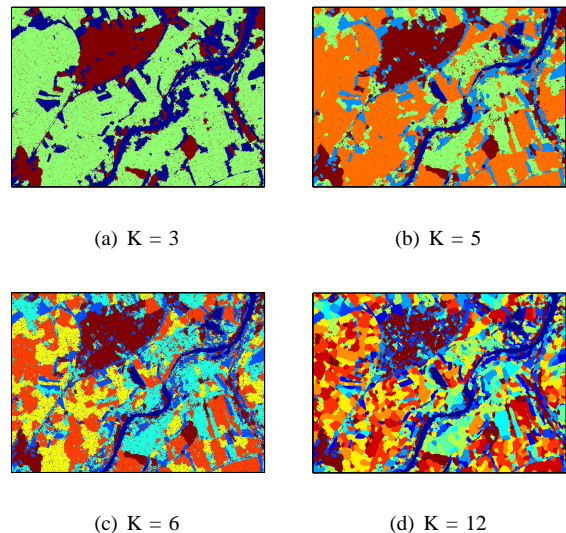 (a) K = 3
(b) K = 5
(c) K = 6
(d) K = 12